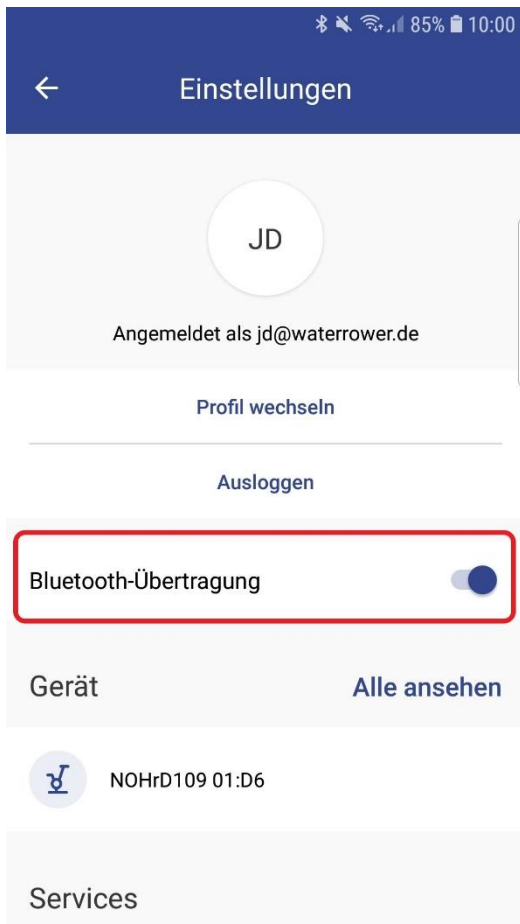 85% 10:00
Einstellungen
JD
Angemeldet als jd@waterrower.de
Profil wechseln
Ausloggen
Bluetooth-Übertragung
Gerät Alle ansehen
NOHrD109 01:D6
Services